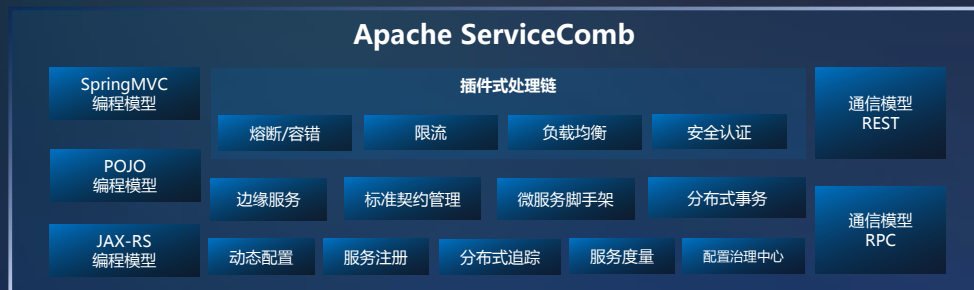 Apache ServiceComb
SpringMVC
编程模型
POJO
编程模型
JAX-RS
编程模型
插件式处理链
熔断/容错
限流
负载均衡
安全认证
边缘服务
标准契约管理
微服务脚手架
分布式事务
动态配置
服务注册
分布式追踪
服务度量
配置治理中心
通信模型
REST
通信模型
RPC